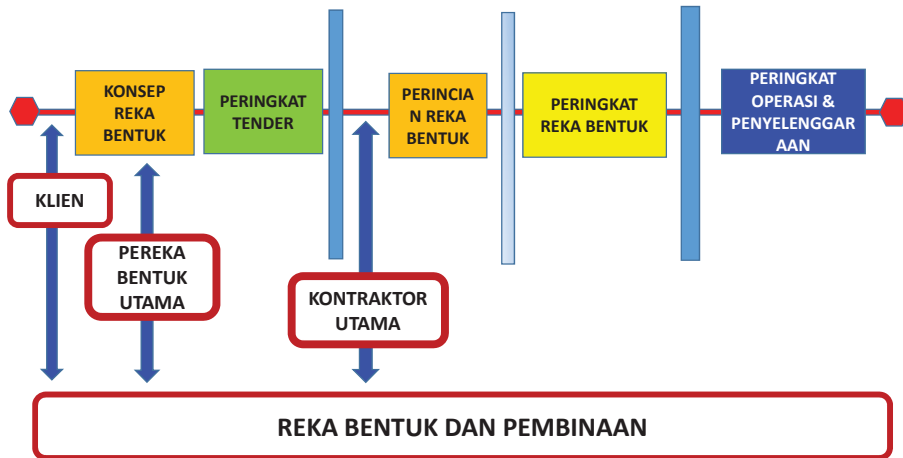 KONSEP
REKA
BENTUK
PERINGKAT
TENDER
PERINCIA
N REKA
BENTUK
PERINGKAT
REKA BENTUK
PERINGKAT
OPERASI &
PENYELENGGAR
AAN
KLIEN
PEREKA
BENTUK
UTAMA
KONTRAKTOR
UTAMA
REKA BENTUK DAN PEMBINAAN